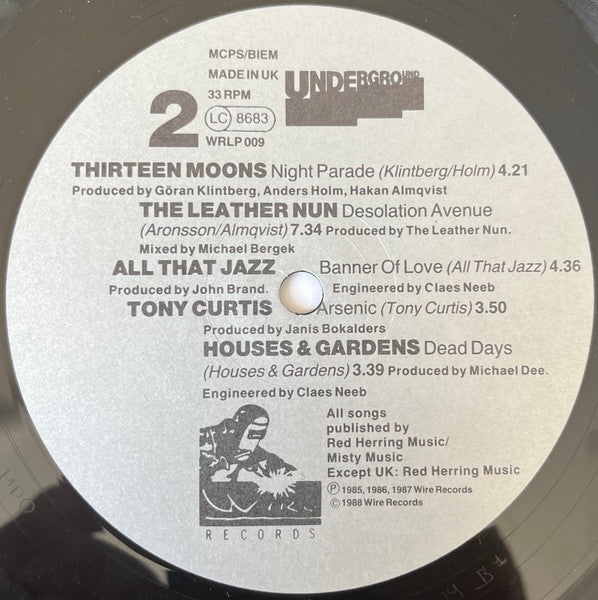 MCPS/BIEM
MADE IN UK
33 RPM
UNDERGROUND
2
LC 8683
WRLP 009
THIRTEEN MOONS Night Parade (Klintberg/Holm) 4.21
Produced by Göran Klintberg, Anders Holm, Hakan Almqvist
THE LEATHER NUN Desolation Avenue
(Aronsson/Almqvist) 7.34 Produced by The Leather Nun.
Mixed by Michael Bergek
ALL THAT JAZZ Banner Of Love (All That Jazz) 4.36
Produced by John Brand. Engineered by Claes Neeb
TONY CURTIS Arsenic (Tony Curtis) 3.50
Produced by Janis Bokalders
HOUSES & GARDENS Dead Days
(Houses & Gardens) 3.39 Produced by Michael Dee.
Engineered by Claes Neeb
All songs
published by
Red Herring Music/
Misty Music
Except UK: Red Herring Music
℗ 1985, 1986, 1987 Wire Records
© 1988 Wire Records
RECORDS
MPO